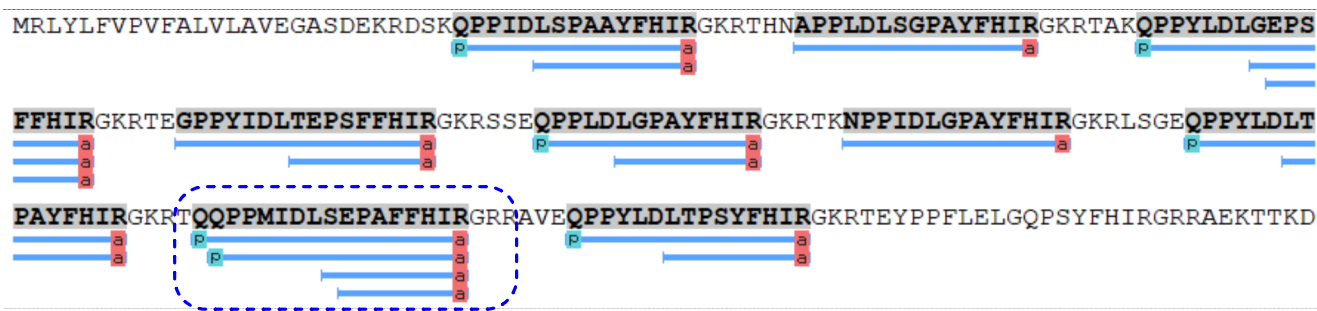 MRLYLFVPVFALVLAVEGASDEKRDSKQPPIDLSPAAYFHIRGKRTHNAPPLDLSGPAYFHIRGKRTAKQPPYLDLGEPS
p a a p
a
FFHIRGKRTEGPPYIDLTEPSFFHIRGKRSSEQPPLDLGPAYFHIRGKRTKNPPIDLGPAYFHIRGKRLSGEQPPYLDLT
a a p a a p
a a a
a
PAYFHIRGKRTQQPPMIDLSEPAFFHIRGRRAVEQPPYLDLTPSYFHIRGKRTEYPPFLELGQPSYFHIRGRRAEKTTKD
a p a p a
a p a a
a
a